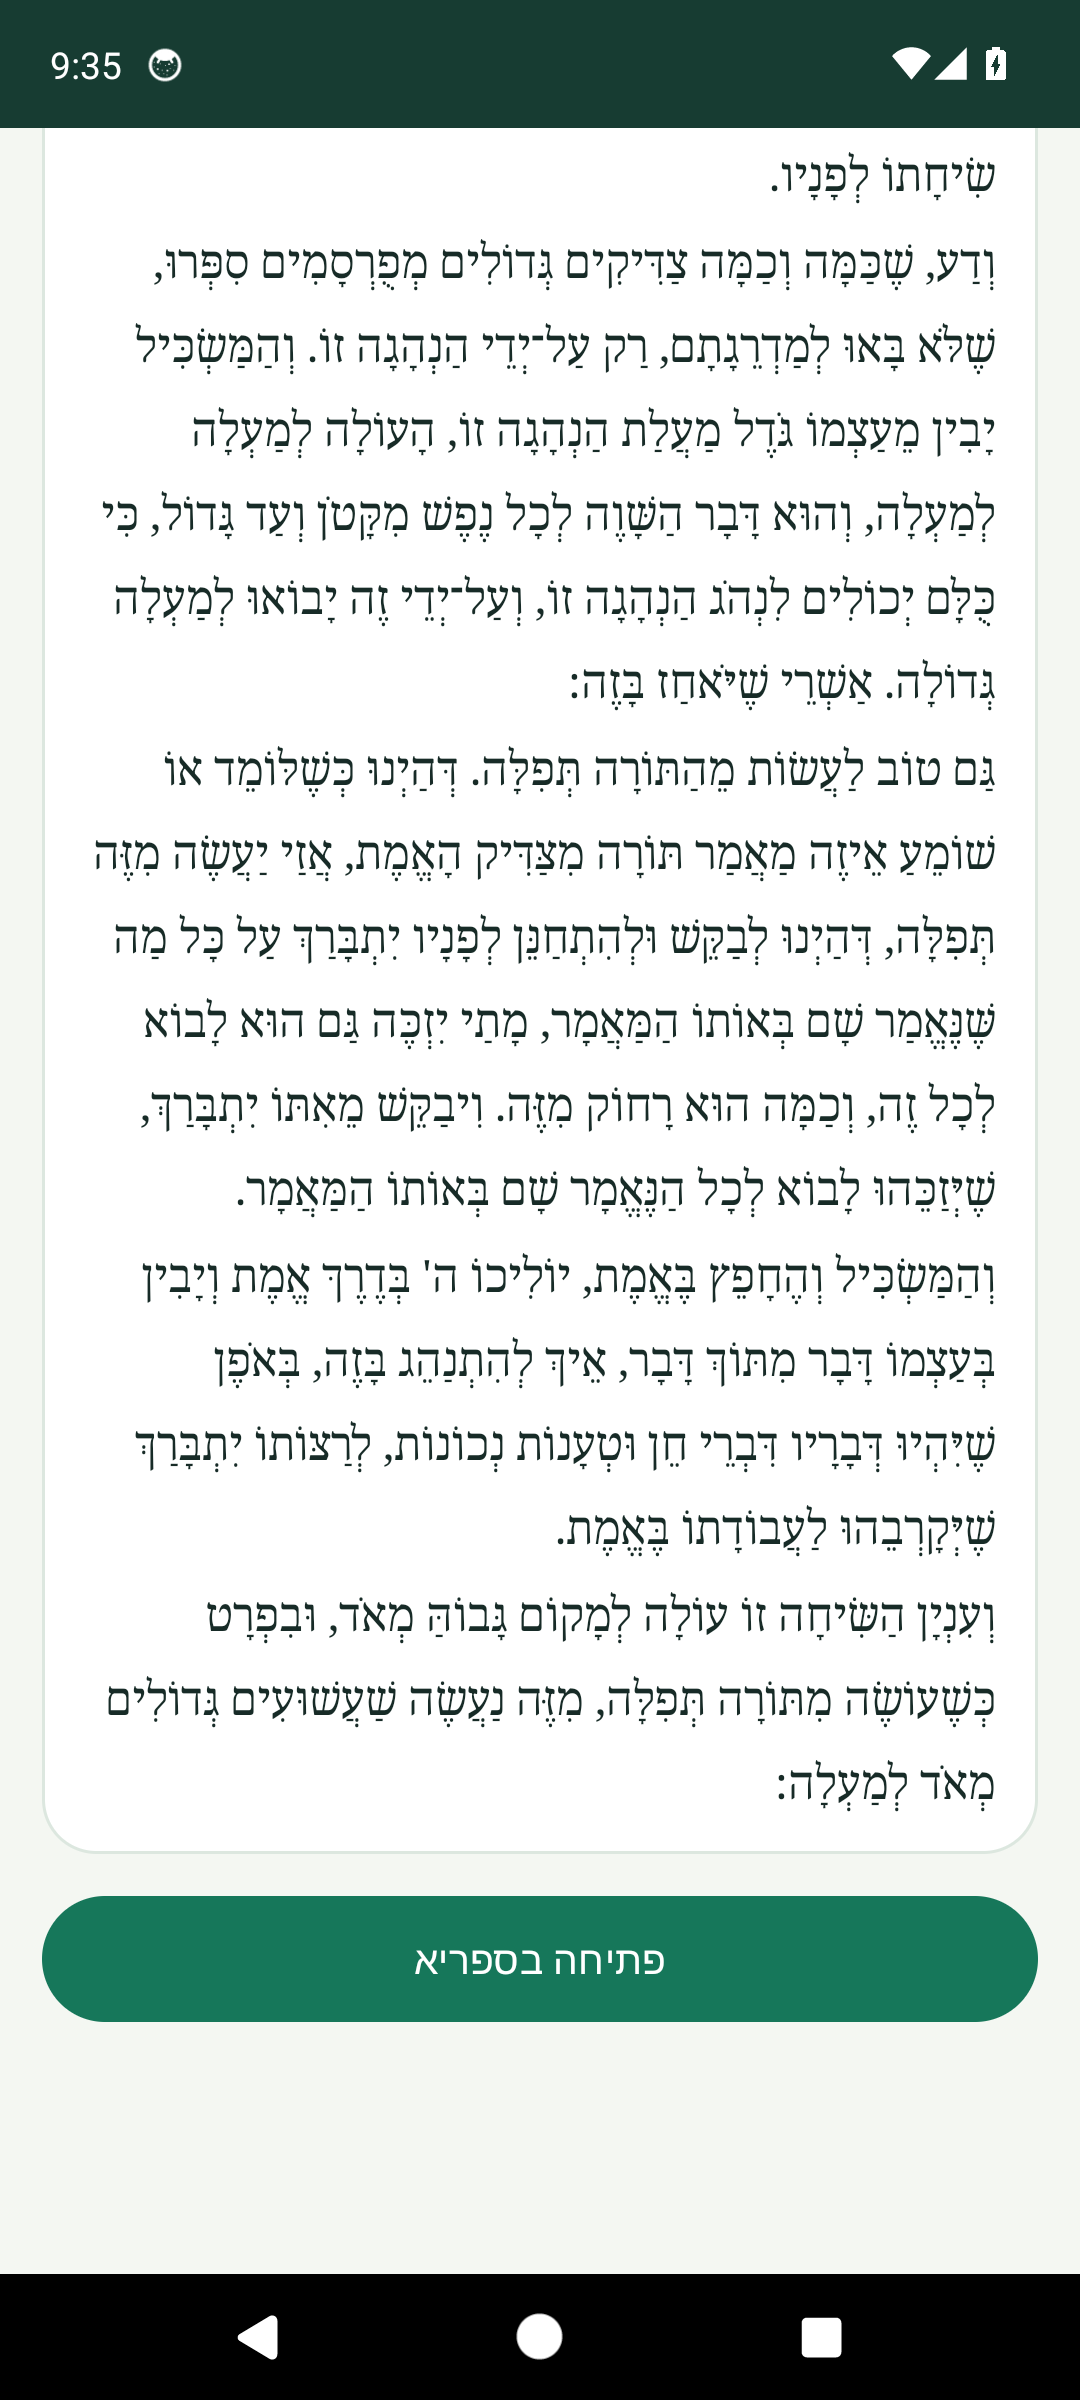 9:35
שִׂיחָתוֹ לְפָנָיו.
וְדַע, שֶׁכַּמָּה וְכַמָּה צַדִּיקִים גְּדוֹלִים מְפֻרְסָמִים סִפְּרוּ,
שֶׁלֹּא בָּאוּ לְמַדְרֵגָתָם, רַק עַל־יְדֵי הַנְהָגָה זוֹ. וְהַמַּשְׂכִּיל
יָבִין מֵעַצְמוֹ גֹּדֶל מַעֲלַת הַנְהָגָה זוֹ, הָעוֹלָה לְמַעְלָה
לְמַעְלָה, וְהוּא דָּבָר הַשָּׁוֶה לְכָל נֶפֶשׁ מִקָּטֹן וְעַד גָּדוֹל, כִּי
כֻּלָּם יְכוֹלִים לִנְהֹג הַנְהָגָה זוֹ, וְעַל־יְדֵי זֶה יָבוֹאוּ לְמַעְלָה
גְּדוֹלָה. אַשְׁרֵי שֶׁיֹּאחַז בָּזֶה:
גַּם טוֹב לַעֲשׂוֹת מֵהַתּוֹרָה תְּפִלָּה. דְּהַיְנוּ כְּשֶׁלּוֹמֵד אוֹ
שׁוֹמֵעַ אֵיזֶה מַאֲמַר תּוֹרָה מִצַּדִּיק הָאֱמֶת, אֲזַי יַעֲשֶׂה מִזֶּה
תְּפִלָּה, דְּהַיְנוּ לְבַקֵּשׁ וּלְהִתְחַנֵּן לְפָנָיו יִתְבָּרַךְ עַל כָּל מַה
שֶּׁנֶּאֱמַר שָׁם בְּאוֹתוֹ הַמַּאֲמָר, מָתַי יִזְכֶּה גַּם הוּא לָבוֹא
לְכָל זֶה, וְכַמָּה הוּא רָחוֹק מִזֶּה. וִיבַקֵּשׁ מֵאִתּוֹ יִתְבָּרַךְ,
שֶׁיְּזַכֵּהוּ לָבוֹא לְכָל הַנֶּאֱמָר שָׁם בְּאוֹתוֹ הַמַּאֲמָר.
וְהַמַּשְׂכִּיל וְהֶחָפֵץ בֶּאֱמֶת, יוֹלִיכוֹ ה' בְּדֶרֶךְ אֱמֶת וְיָבִין
בְּעַצְמוֹ דָּבָר מִתּוֹךְ דָּבָר, אֵיךְ לְהִתְנַהֵג בָּזֶה, בְּאֹפֶן
שֶׁיִּהְיוּ דְּבָרָיו דִּבְרֵי חֵן וּטְעָנוֹת נְכוֹנוֹת, לְרַצּוֹתוֹ יִתְבָּרַךְ
שֶׁיְּקָרְבֵהוּ לַעֲבוֹדָתוֹ בֶּאֱמֶת.
וְעִנְיָן הַשִּׂיחָה זוֹ עוֹלָה לְמָקוֹם גָּבוֹהַּ מְאֹד, וּבִפְרָט
כְּשֶׁעוֹשֶׂה מִתּוֹרָה תְּפִלָּה, מִזֶּה נַעֲשֶׂה שַׁעֲשׁוּעִים גְּדוֹלִים
מְאֹד לְמַעְלָה:
פתיחה בספריא